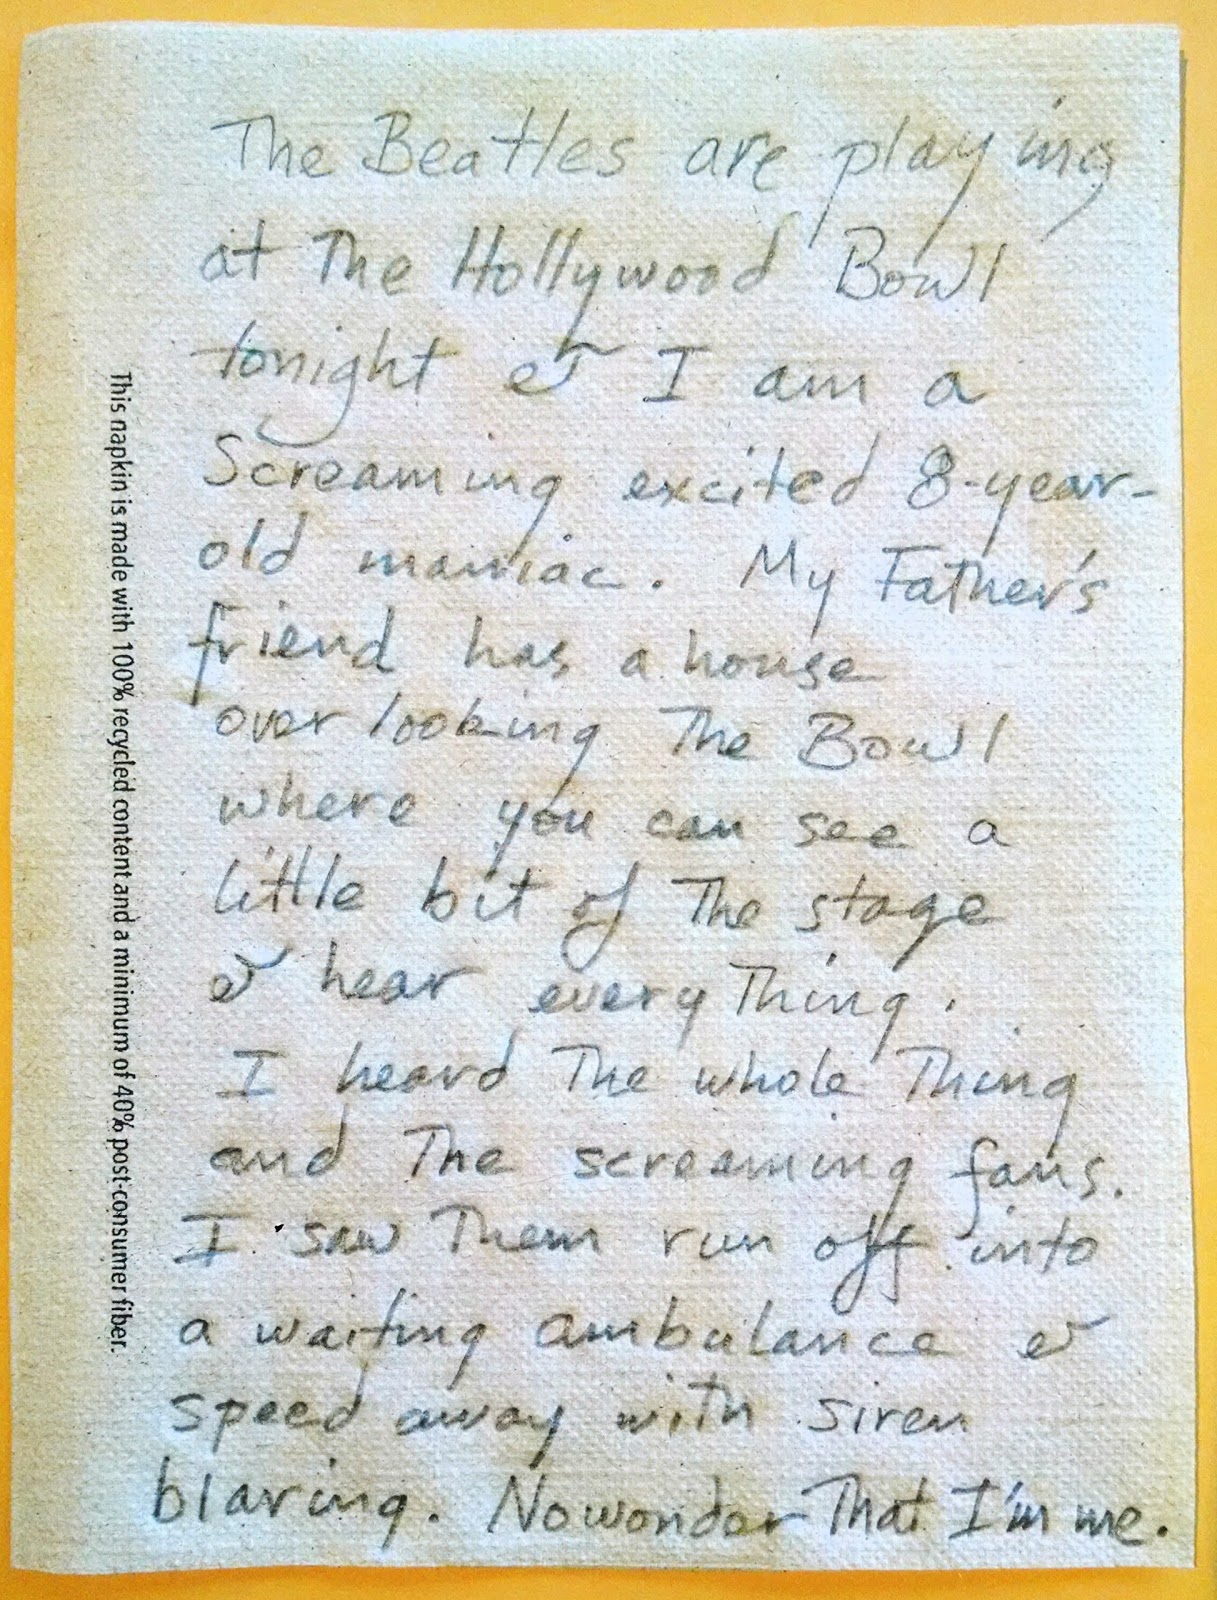 The Beatles are playing
at The Hollywood Bowl
tonight & I am a
Screaming excited 8-year-
old maniac. My Father's
friend has a house
overlooking The Bowl
where you can see a
little bit of The stage
& hear everything.
I heard The whole Thing
and The screaming fans.
I saw Them run off into
a waiting ambulance &
speed away with siren
blaring. No wonder That I'm me.
This napkin is made with 100% recycled content and a minimum of 40% post-consumer fiber.